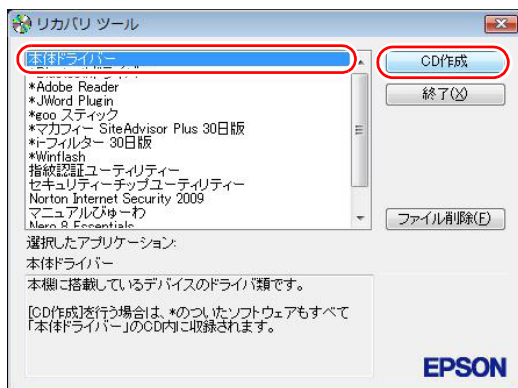 リカバリ ツール
本体ドライバー
*Adobe Reader
*JWord Plugin
*goo スティック
*マカフィー SiteAdvisor Plus 30日版
*i-フィルター 30日版
*Winflash
指紋認証ユーティリティー
セキュリティーチップユーティリティー
Norton Internet Security 2009
マニュアルびゅーわ
Nero 8 Essentials
CD作成
終了(X)
ファイル削除(F)
選択したアプリケーション:
本体ドライバー
本機に搭載しているデバイスのドライバ類です。
[CD作成]を行う場合は、*のついたソフトウェアもすべて
「本体ドライバー」のCD内に収録されます。
EPSON